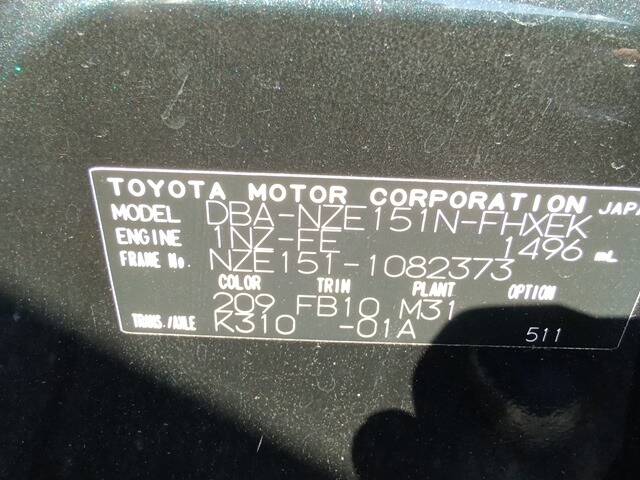 TOYOTA MOTOR CORPORATION JAPA
MODEL DBA-NZE151N-FHXEK
ENGINE 1NZ-FE 1496 mL
FRAME No. NZE151-1082373
COLOR TRIM PLANT OPTION
209 FB10 M31
TRANS./AXLE K310 -01A 511